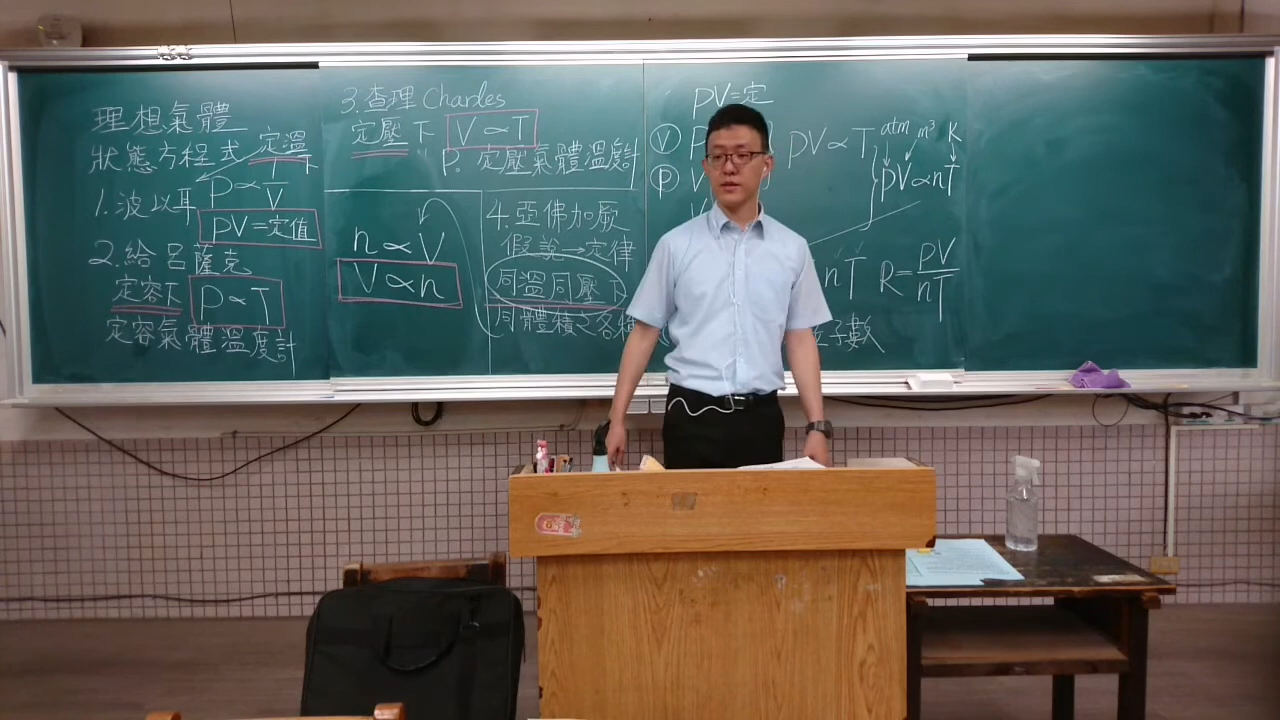 理想氣體
狀態方程式 定溫下
1.波以耳 P∝1/V
PV=定值
2.給呂薩克
定容下 P∝T
定容氣體溫度計
3.查理 Charles
定壓下 V∝T
P. 定壓氣體溫度計
n∝V
V∝n
4.亞佛加厥
假說→定律
同溫同壓下
同體積之各
PV=定
Ⓥ P
Ⓟ V
PV∝T
atm m³ K
PV∝nT
nT R=PV/nT
子數